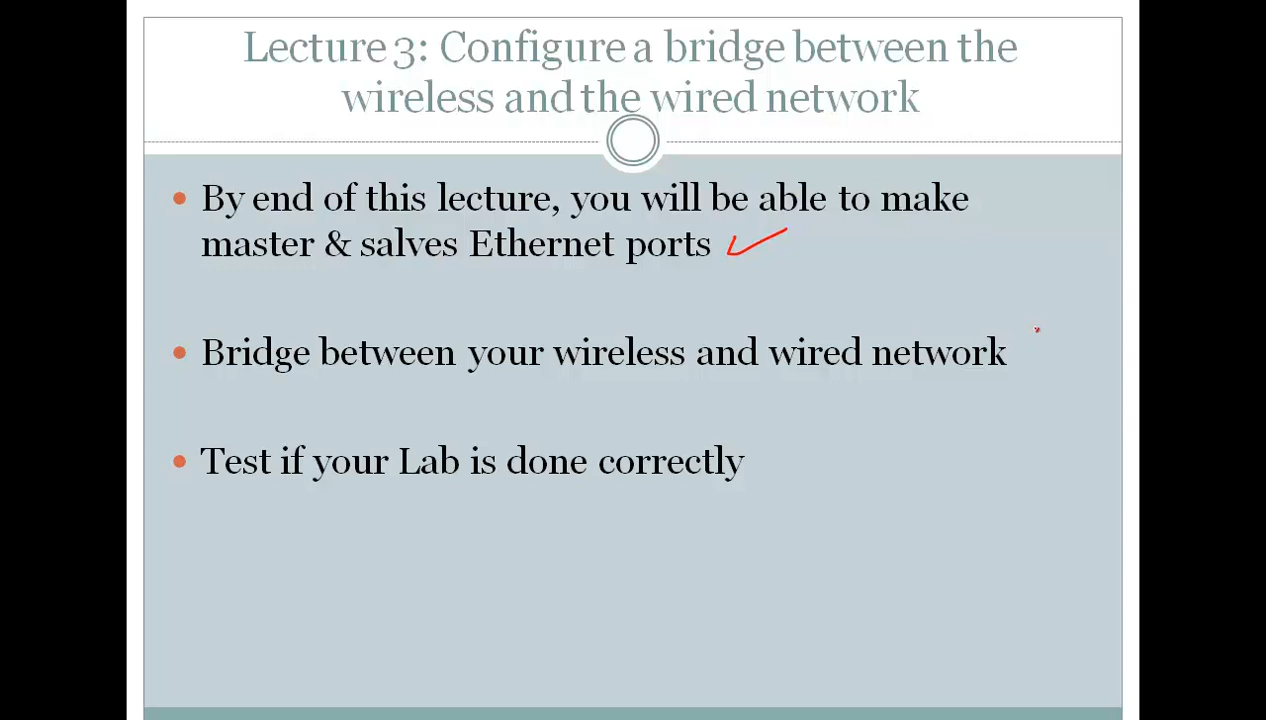 Lecture 3: Configure a bridge between the
wireless and the wired network
By end of this lecture, you will be able to make
master & salves Ethernet ports
Bridge between your wireless and wired network
Test if your Lab is done correctly